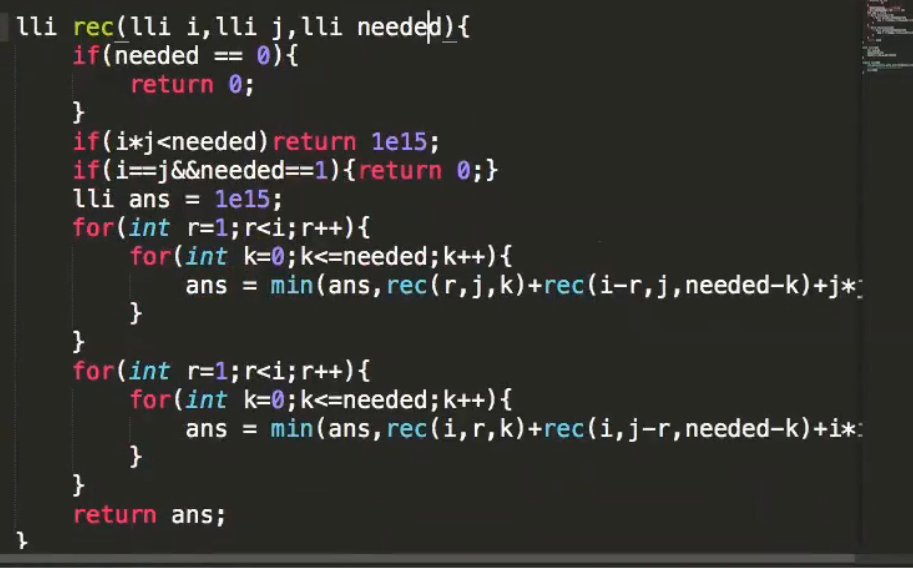 lli rec(lli i,lli j,lli needed){
if(needed == 0){
return 0;
}
if(i*j<needed)return 1e15;
if(i==j&&needed==1){return 0;}
lli ans = 1e15;
for(int r=1;r<i;r++){
for(int k=0;k<=needed;k++){
ans = min(ans,rec(r,j,k)+rec(i-r,j,needed-k)+j*
}
}
for(int r=1;r<i;r++){
for(int k=0;k<=needed;k++){
ans = min(ans,rec(i,r,k)+rec(i,j-r,needed-k)+i*
}
}
return ans;
}